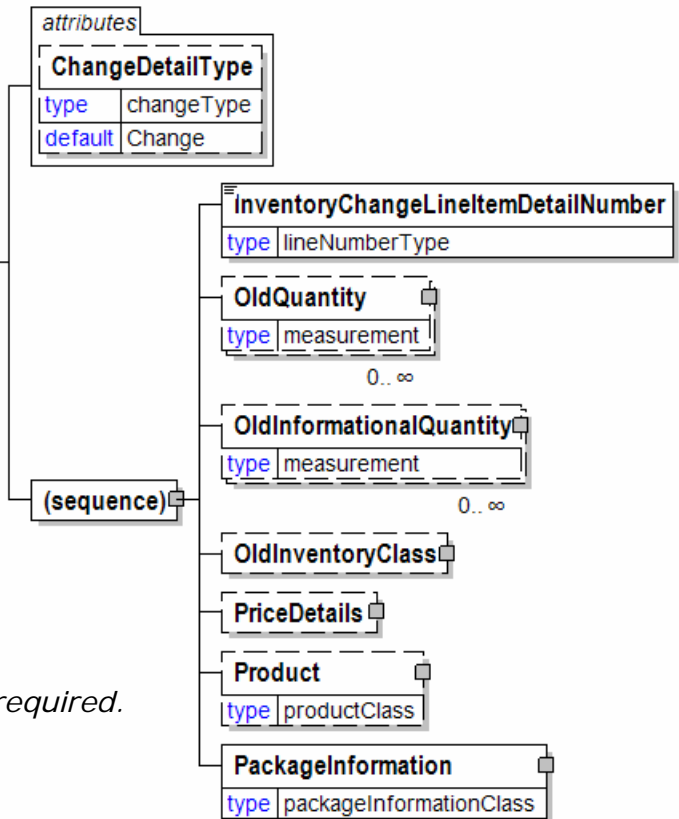 attributes
ChangeDetailType
type changeType
default Change
InventoryChangeLineItemDetailNumber
type lineNumberType
OldQuantity
type measurement
0.. ∞
OldInformationalQuantity
type measurement
0.. ∞
(sequence)
OldInventoryClass
PriceDetails
Product
required.
type productClass
PackageInformation
type packageInformationClass